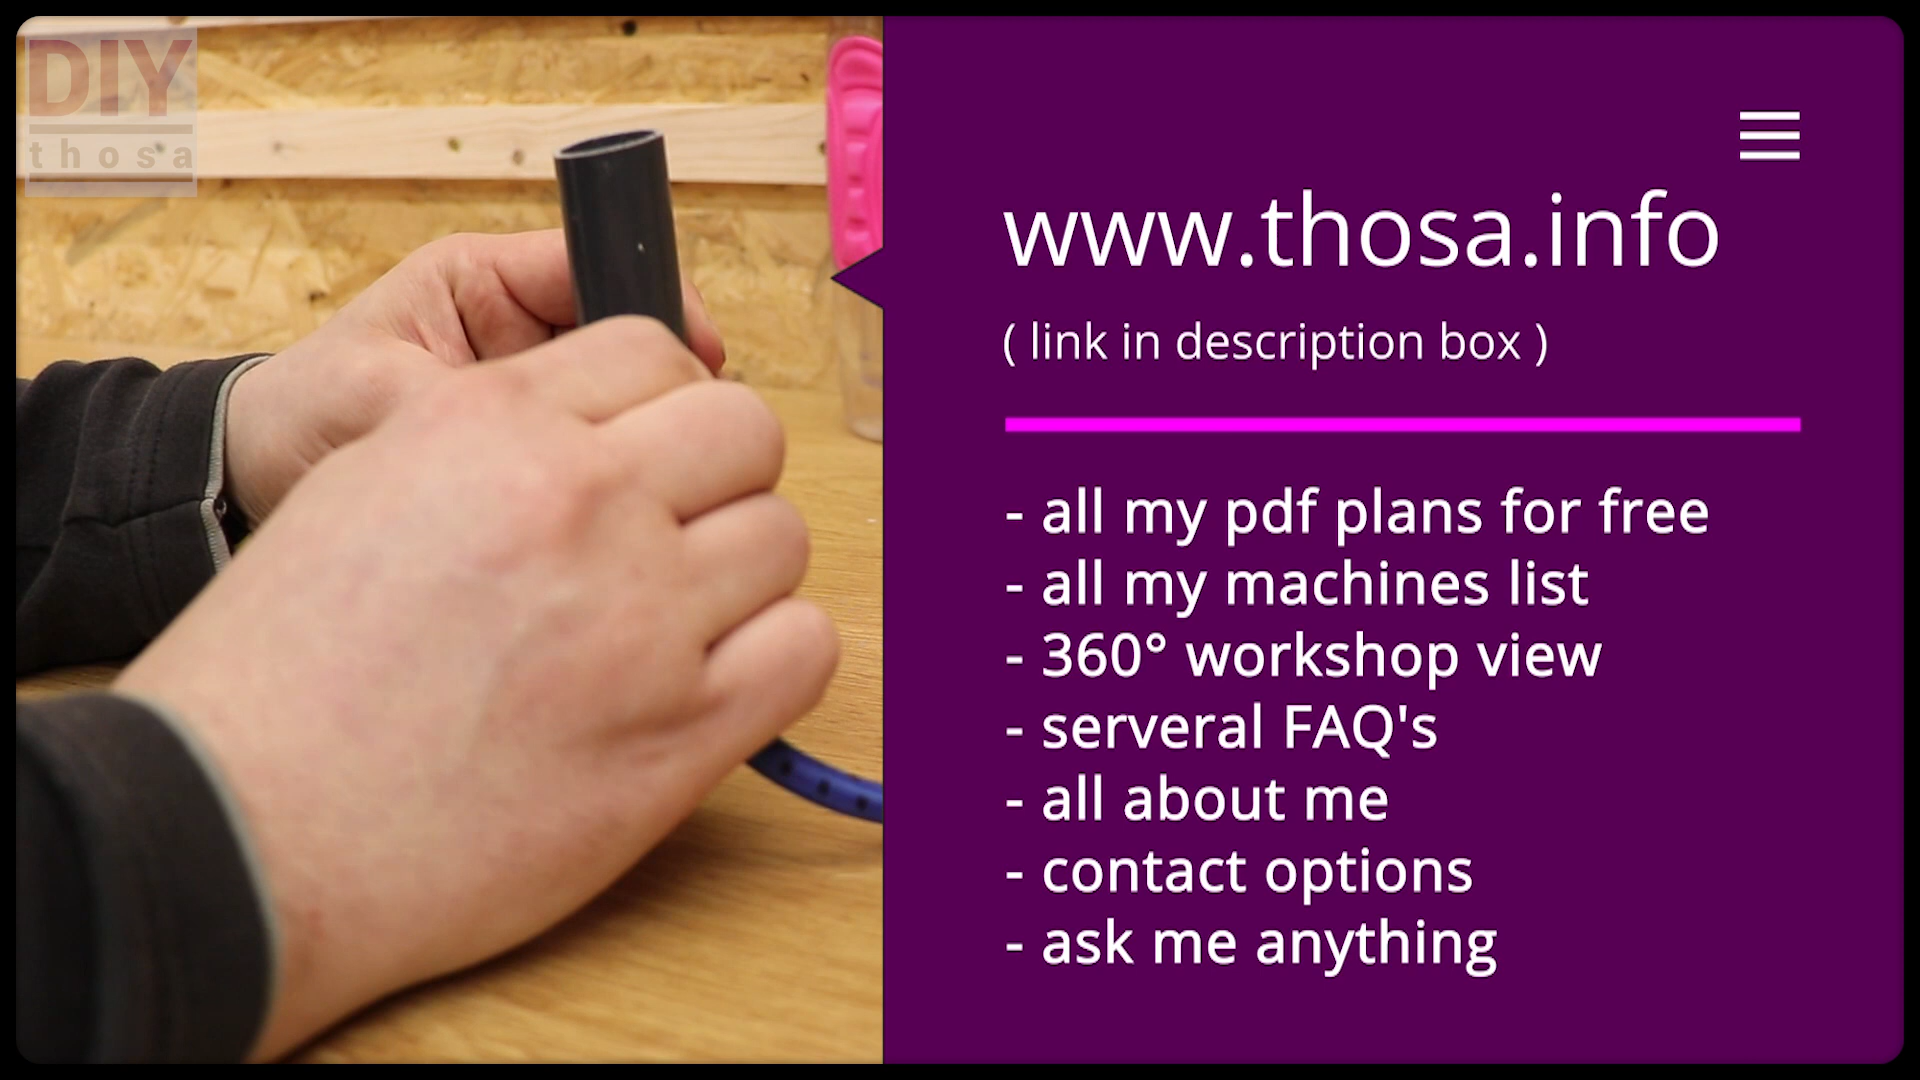 DIY
thosa
www.thosa.info
( link in description box )
- all my pdf plans for free
- all my machines list
- 360° workshop view
- serveral FAQ's
- all about me
- contact options
- ask me anything